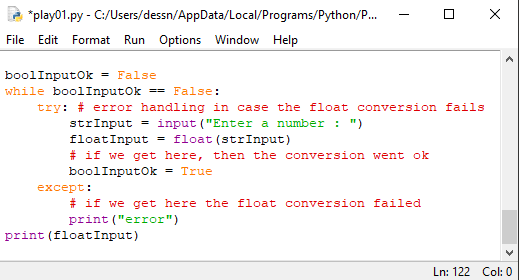 *play01.py - C:/Users/dessn/AppData/Local/Programs/Python/P...
File Edit Format Run Options Window Help
boolInputOk = False
while boolInputOk == False:
    try: # error handling in case the float conversion fails
        strInput = input("Enter a number : ")
        floatInput = float(strInput)
        # if we get here, then the conversion went ok
        boolInputOk = True
    except:
        # if we get here the float conversion failed
        print("error")
print(floatInput)
Ln: 122 Col: 0